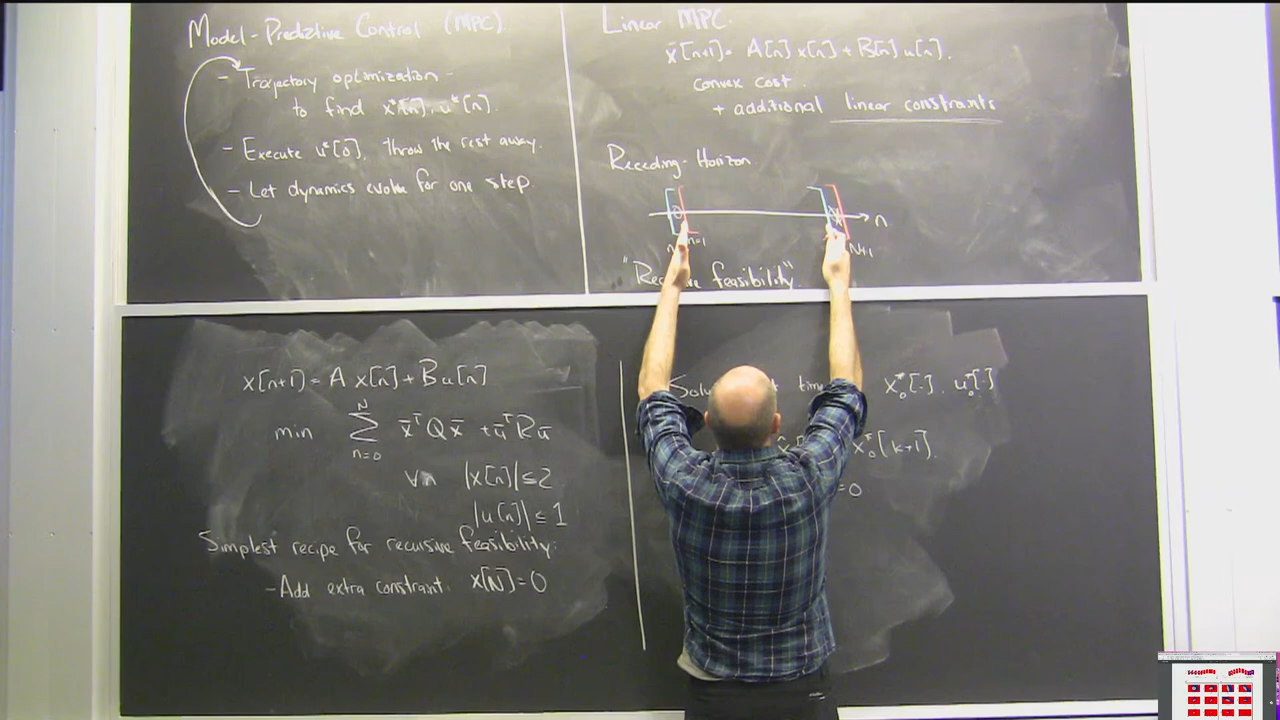 Model-Predictive Control (MPC)
- Trajectory optimization -
to find x*[n], u*[n].
- Execute u*[0], throw the rest away.
- Let dynamics evolve for one step.
Linear MPC.
x[n+1] = A[n] x[n] + B[n] u[n].
convex cost.
+ additional linear constraints
Receding-Horizon
n
n=1
N+1
feasibility"
x[n+1] = A x[n] + B u[n]
min
N
Σ x̄ᵀQx̄ + ūᵀRū
n=0
∀n |x[n]| ≤ 2
|u[n]| ≤ 1
Simplest recipe for recursive feasibility:
- Add extra constraint x[N]=0
x₀*[·], u₀*[·]
x₀*[k+1].
=0